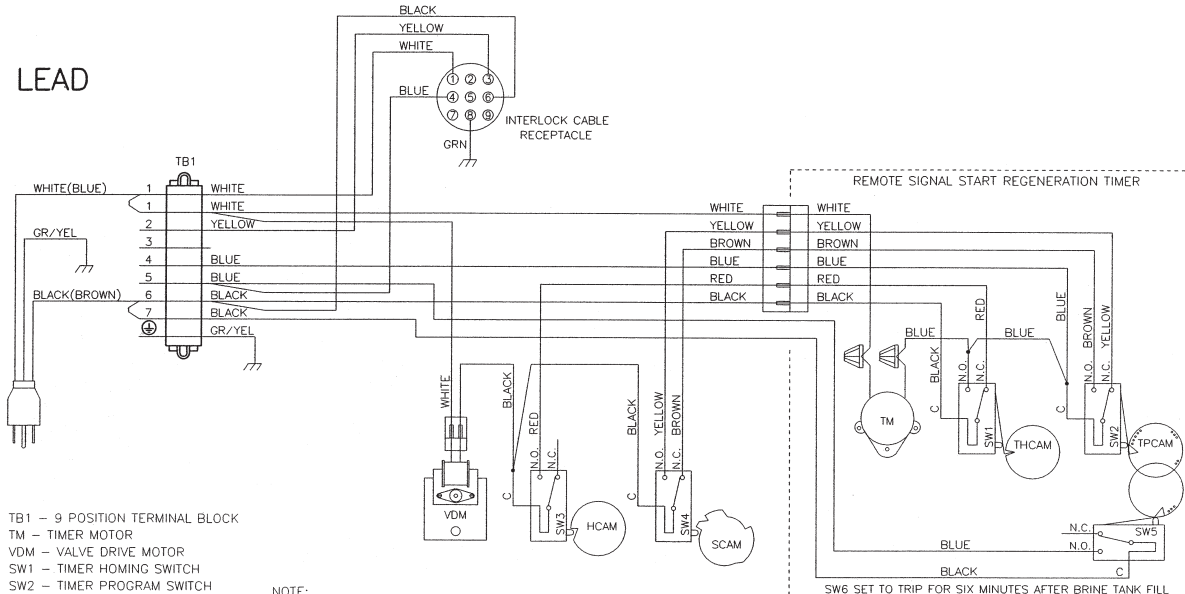 LEAD
BLACK
YELLOW
WHITE
BLUE
1 2 3
4 5 6
7 8 9
INTERLOCK CABLE
RECEPTACLE
GRN
TB1
REMOTE SIGNAL START REGENERATION TIMER
WHITE(BLUE)
GR/YEL
BLACK(BROWN)
1 WHITE
1 WHITE
2 YELLOW
3
4 BLUE
5 BLUE
6 BLACK
7 BLACK
GR/YEL
WHITE WHITE
YELLOW YELLOW
BROWN BROWN
BLUE BLUE
RED RED
BLACK BLACK
BLUE
BLACK
N.O.
N.C.
RED
BLUE
BLUE
BROWN
YELLOW
N.O.
N.C.
C
SW1
C
SW2
TM
THCAM
TPCAM
WHITE
BLACK
RED
N.O.
N.C.
C
SW3
BLACK
YELLOW
BROWN
N.O.
N.C.
C
SW4
VDM
HCAM
SCAM
N.C.
N.O.
SW5
C
BLUE
BLACK
TB1 – 9 POSITION TERMINAL BLOCK
TM – TIMER MOTOR
VDM – VALVE DRIVE MOTOR
SW1 – TIMER HOMING SWITCH
SW2 – TIMER PROGRAM SWITCH
NOTE:
SW6 SET TO TRIP FOR SIX MINUTES AFTER BRINE TANK FILL